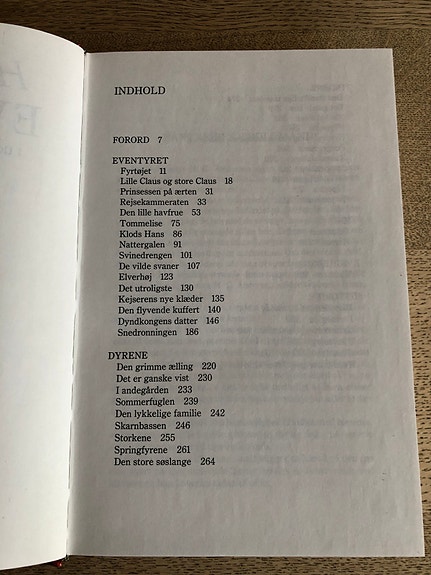 INDHOLD
FORORD 7
EVENTYRET
Fyrtøjet 11
Lille Claus og store Claus 18
Prinsessen på ærten 31
Rejsekammeraten 33
Den lille havfrue 53
Tommelise 75
Klods Hans 86
Nattergalen 91
Svinedrengen 101
De vilde svaner 107
Elverhøj 123
Det utroligste 130
Kejserens nye klæder 135
Den flyvende kuffert 140
Dyndkongens datter 146
Snedronningen 186
DYRENE
Den grimme ælling 220
Det er ganske vist 230
I andegården 233
Sommerfuglen 239
Den lykkelige familie 242
Skarnbassen 246
Storkene 255
Springfyrene 261
Den store søslange 264